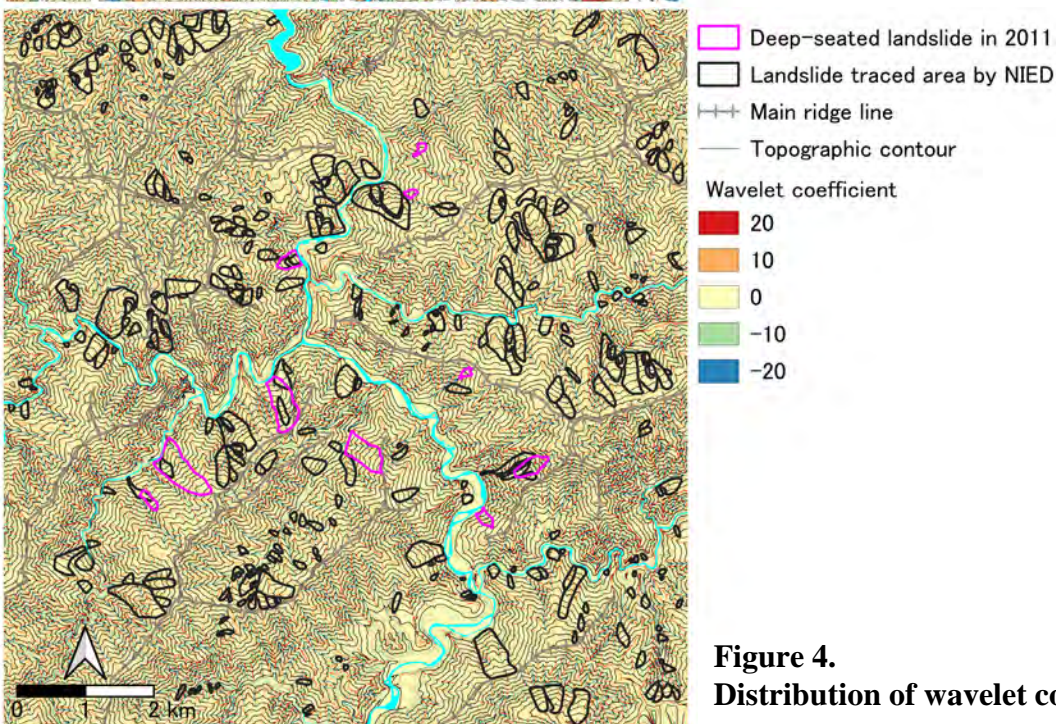 Deep-seated landslide in 2011
Landslide traced area by NIED
Main ridge line
Topographic contour
Wavelet coefficient
20
10
0
-10
-20
0 1 2 km
Figure 4.
Distribution of wavelet co